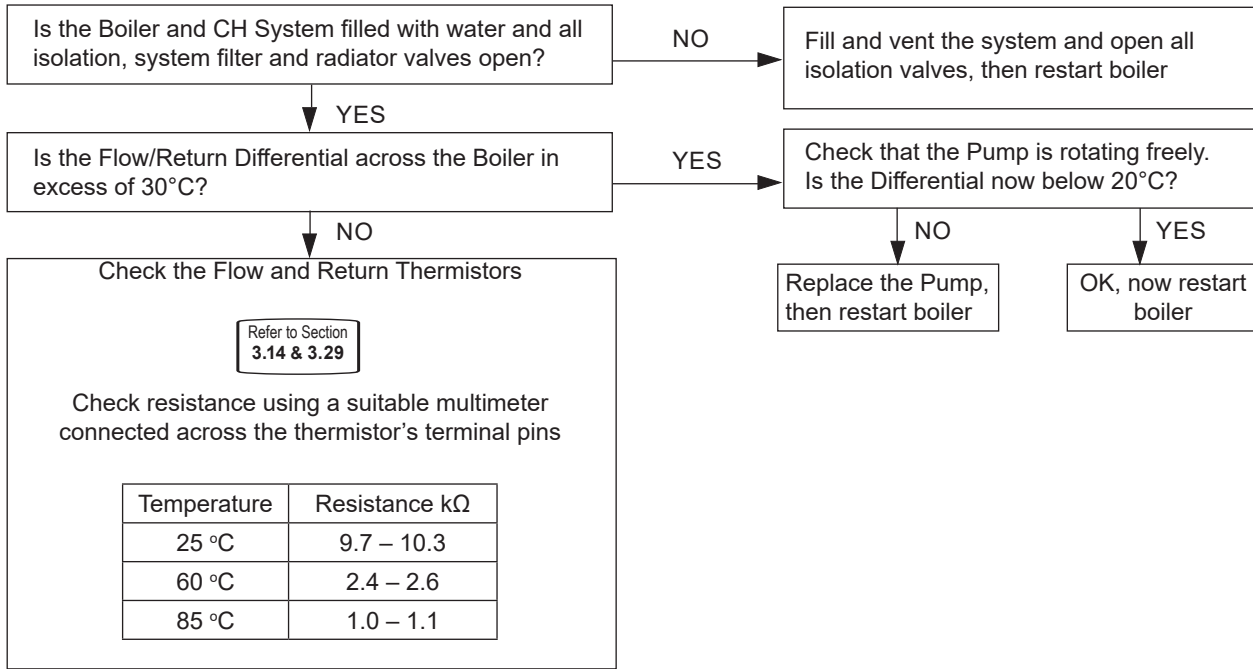 Is the Boiler and CH System filled with water and all
isolation, system filter and radiator valves open?
NO
Fill and vent the system and open all
isolation valves, then restart boiler
YES
Is the Flow/Return Differential across the Boiler in
excess of 30°C?
YES
Check that the Pump is rotating freely.
Is the Differential now below 20°C?
NO
NO
YES
Replace the Pump,
then restart boiler
OK, now restart
boiler
Check the Flow and Return Thermistors
Refer to Section
3.14 & 3.29
Check resistance using a suitable multimeter
connected across the thermistor’s terminal pins
Temperature Resistance kΩ
25 °C 9.7 – 10.3
60 °C 2.4 – 2.6
85 °C 1.0 – 1.1